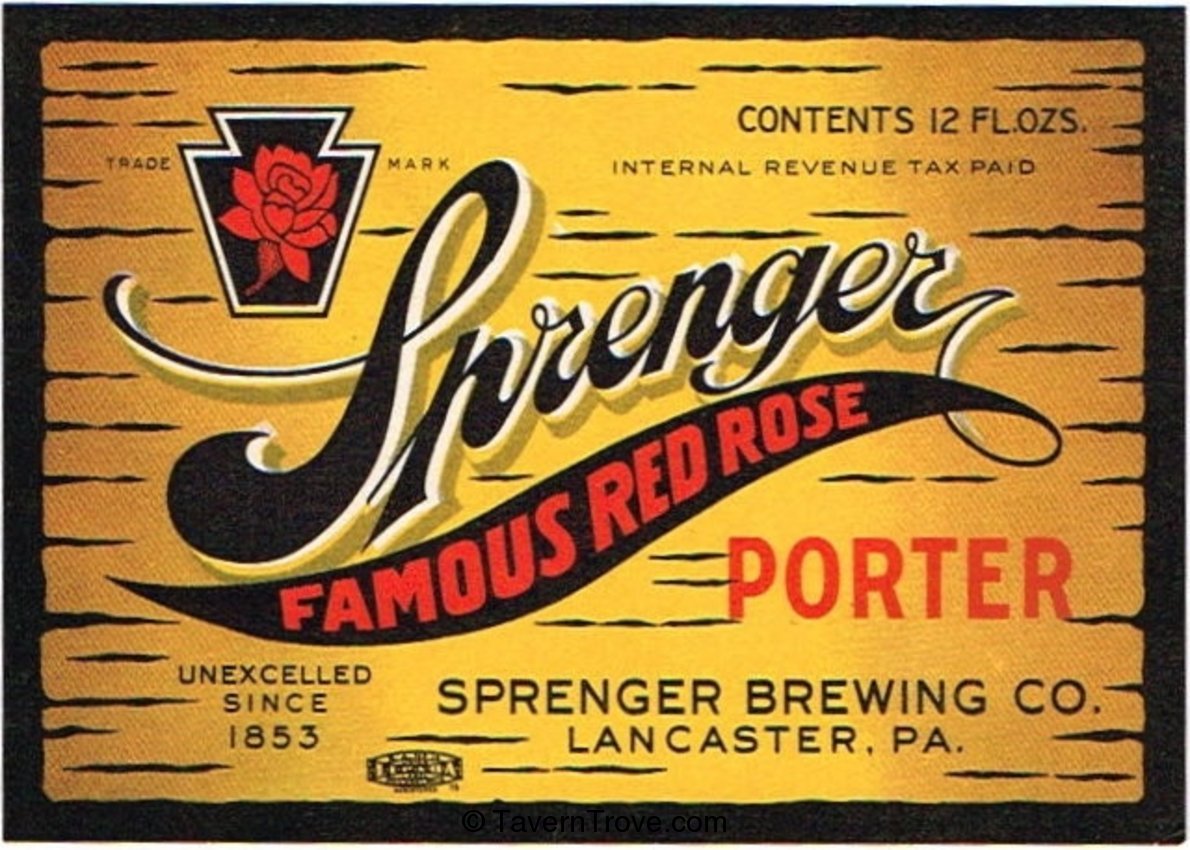 TRADE MARK
CONTENTS 12 FL.OZS.
INTERNAL REVENUE TAX PAID
Sprenger
FAMOUS RED ROSE
PORTER
UNEXCELLED
SINCE
1853
SPRENGER BREWING CO.
LANCASTER, PA.
© TavernTrove.com